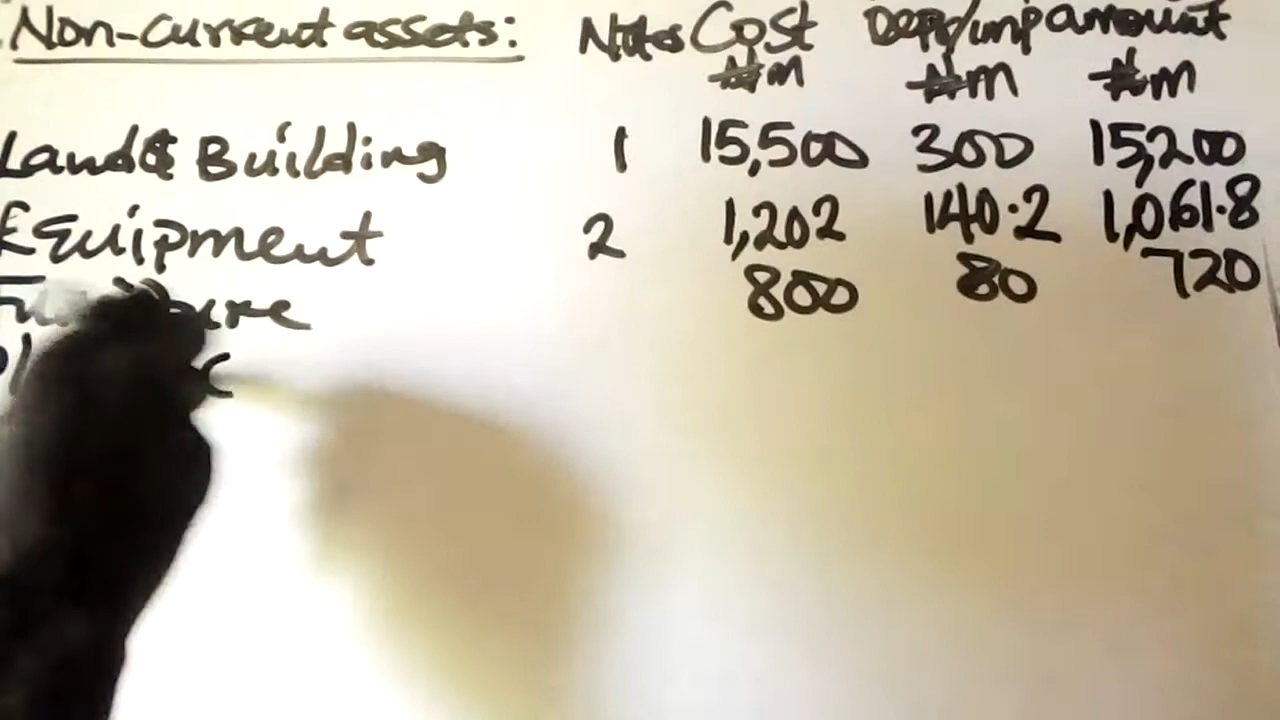 Non-current assets: Notes Cost Depr/imp amount
₦m ₦m ₦m
Land & Building 1 15,500 300 15,200
Equipment 2 1,202 140.2 1,061.8
800 80 720